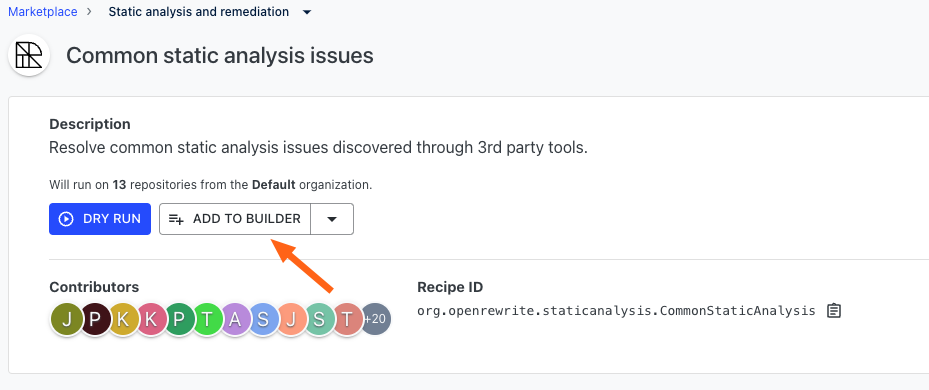 Marketplace > Static analysis and remediation
Common static analysis issues
Description
Resolve common static analysis issues discovered through 3rd party tools.
Will run on 13 repositories from the Default organization.
DRY RUN ADD TO BUILDER
Contributors Recipe ID
J P K K P T A S J S T +20 org.openrewrite.staticanalysis.CommonStaticAnalysis